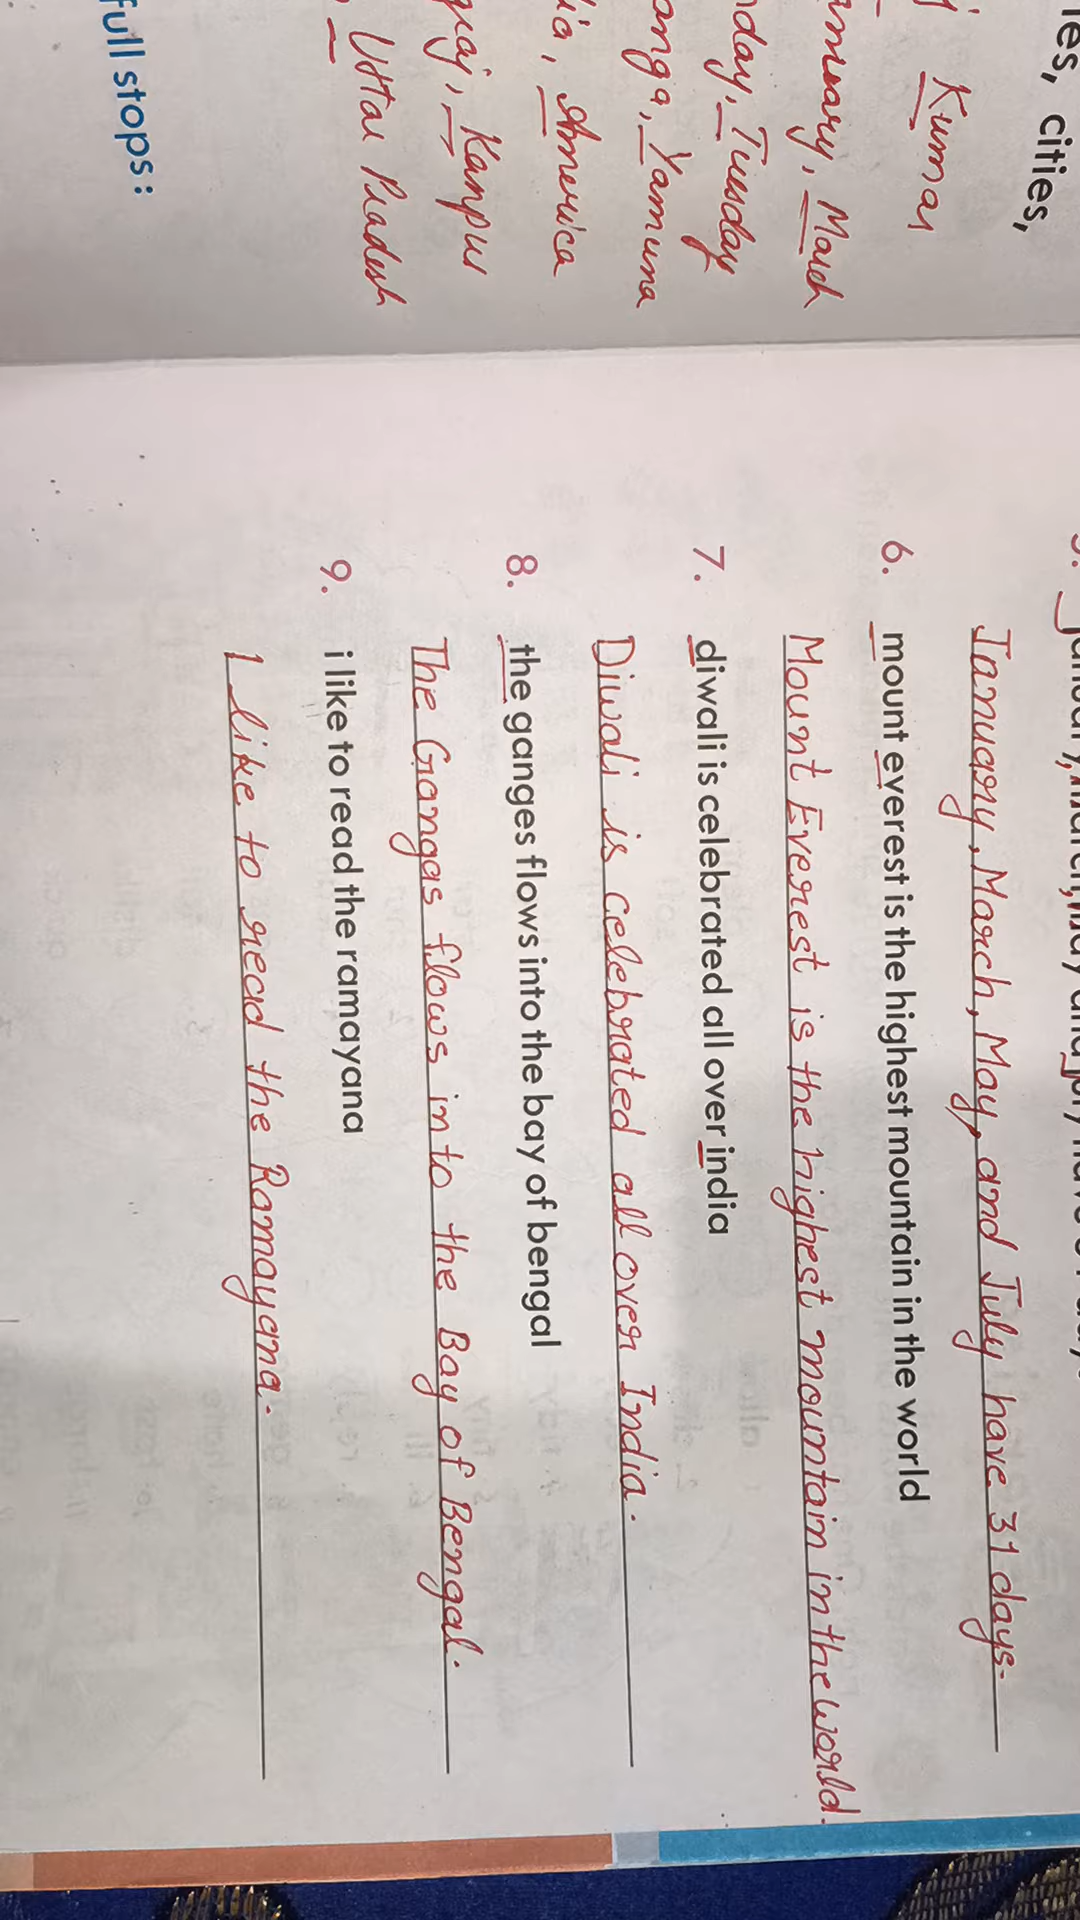 ies, cities,
Kumar
March
Tuesday
Yamuna
America
Kanpur
Uttar Pradesh
full stops:
January, March, May, and July have 31 days.
6. mount everest is the highest mountain in the world
Mount Everest is the highest mountain in the world.
7. diwali is celebrated all over india
Diwali is celebrated all over India.
8. the ganges flows into the bay of bengal
The Gangas flows into the Bay of Bengal.
9. i like to read the ramayana
I like to read the Ramayana.